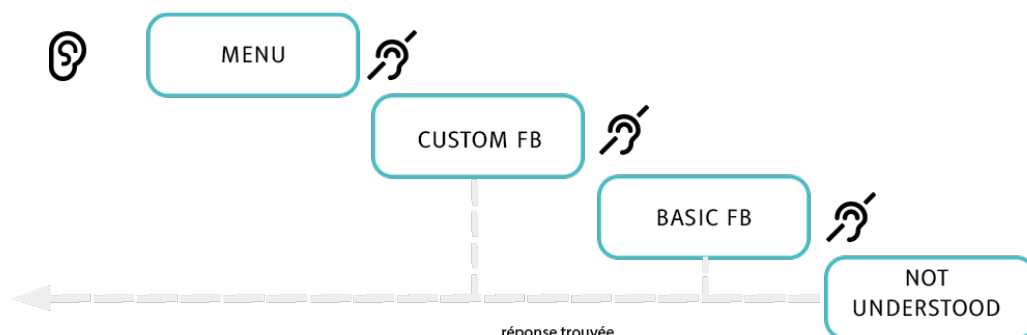 MENU
CUSTOM FB
BASIC FB
NOT
UNDERSTOOD
réponse trouvée